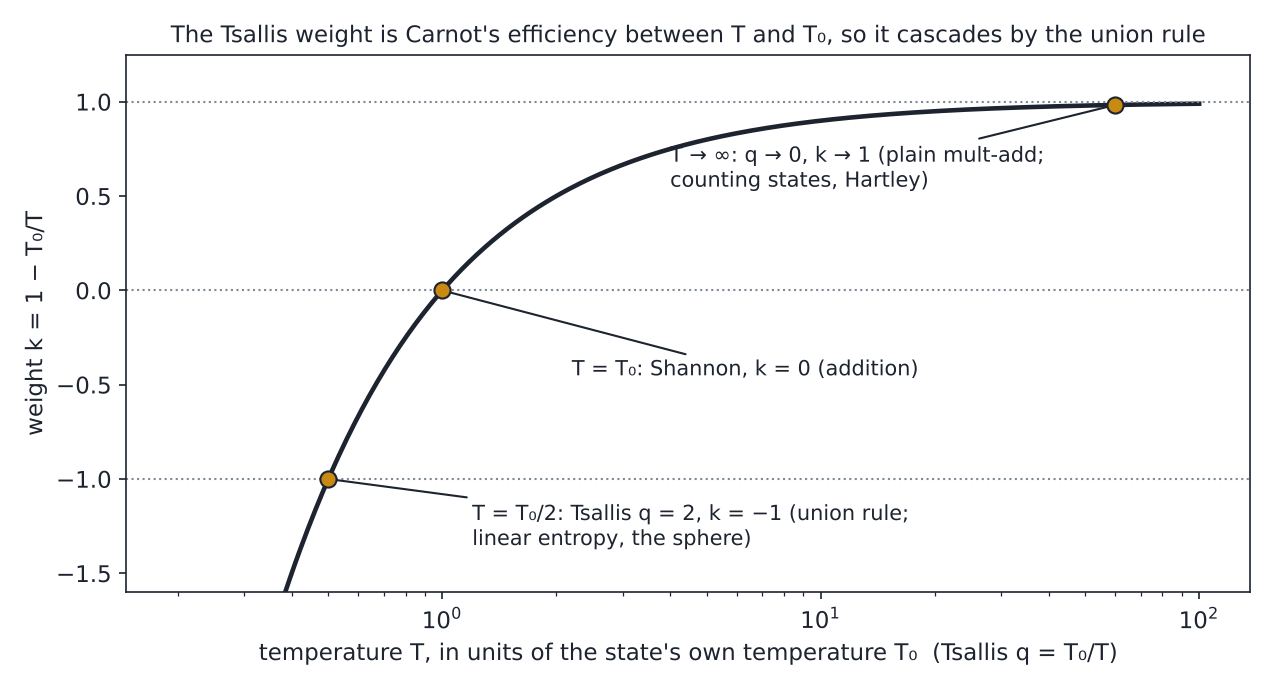 The Tsallis weight is Carnot's efficiency between T and T₀, so it cascades by the union rule
weight k = 1 − T₀/T
1.0
0.5
0.0
−0.5
−1.0
−1.5
T → ∞: q → 0, k → 1 (plain mult-add;
counting states, Hartley)
T = T₀: Shannon, k = 0 (addition)
T = T₀/2: Tsallis q = 2, k = −1 (union rule;
linear entropy, the sphere)
10⁰
10¹
10²
temperature T, in units of the state's own temperature T₀  (Tsallis q = T₀/T)